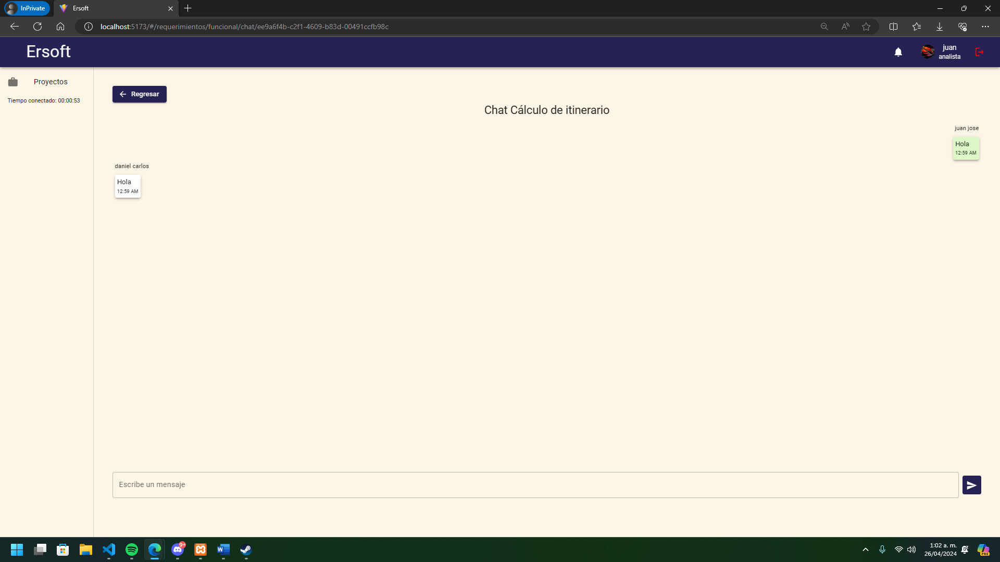 InPrivate
Ersoft
localhost:5173/#/requerimientos/funcional/chat/ee9a6f4b-c2f1-4609-b83d-00491ccfb98c
Ersoft
juan
analista
Proyectos
Tiempo conectado: 00:00:53
Regresar
Chat Cálculo de itinerario
juan jose
Hola
12:59 AM
daniel carlos
Hola
12:59 AM
Escribe un mensaje
9+
1:02 a. m.
26/04/2024
PRE